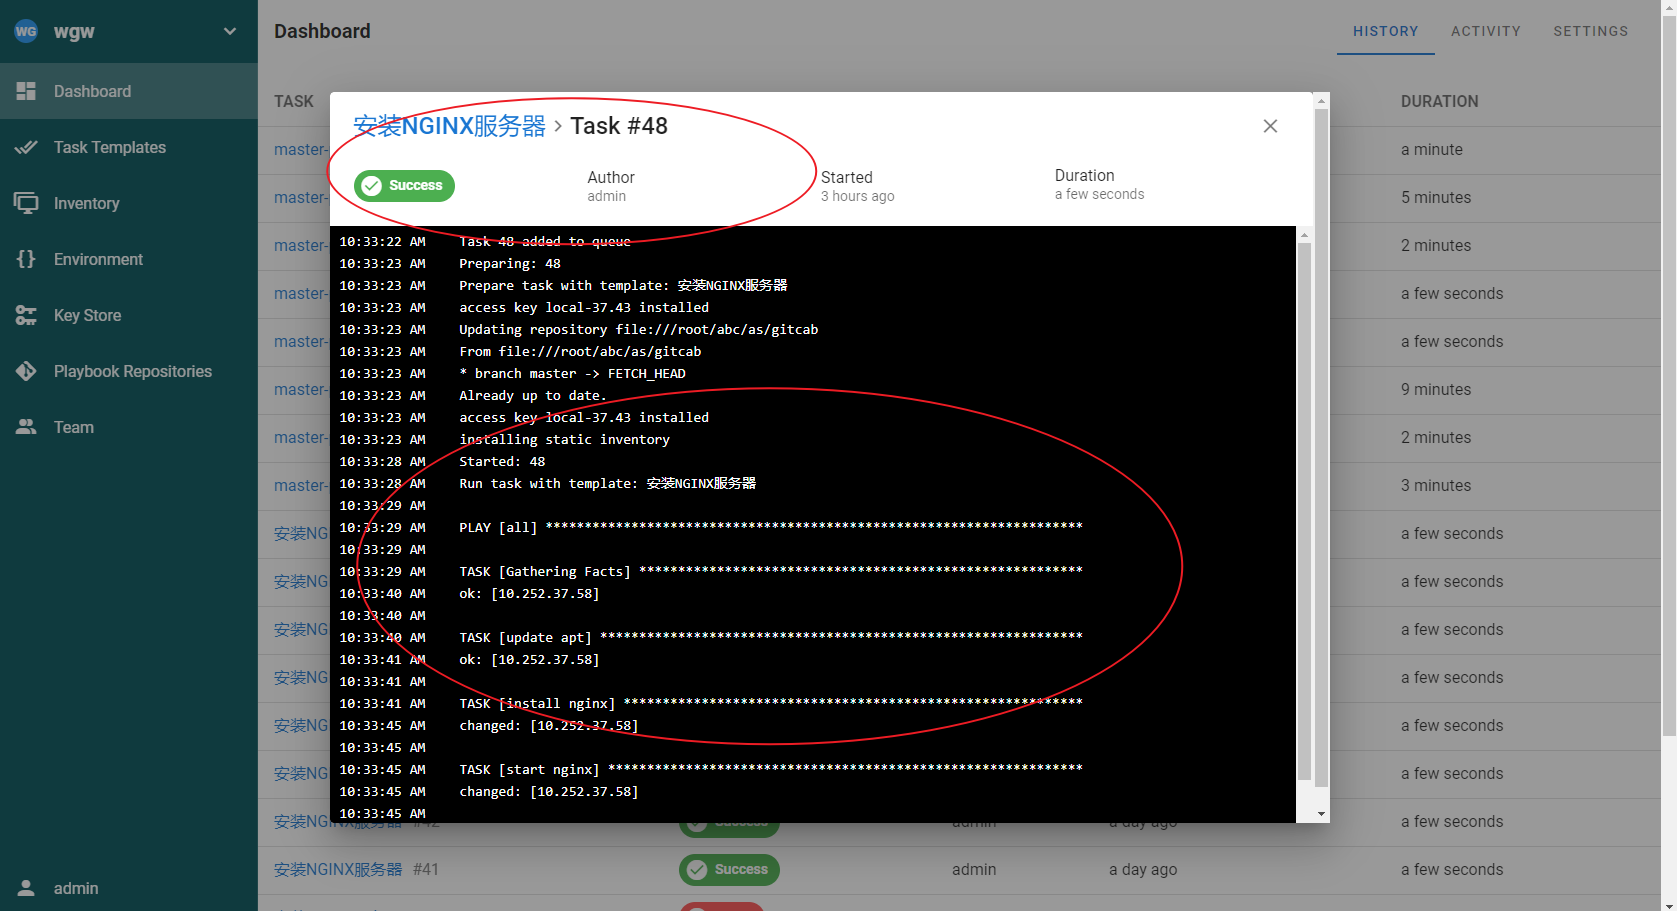 WG wgw
Dashboard
HISTORY ACTIVITY SETTINGS
Dashboard
Task Templates
Inventory
Environment
Key Store
Playbook Repositories
Team
admin
TASK DURATION
master- a minute
master- 5 minutes
master- 2 minutes
master- a few seconds
master- a few seconds
master- 9 minutes
master- 2 minutes
master- 3 minutes
安装NG a few seconds
安装NG a few seconds
安装NG a few seconds
安装NG a few seconds
安装NG a few seconds
安装NG a few seconds
安装NGINX服务器 #42 Success admin a day ago a few seconds
安装NGINX服务器 #41 Success admin a day ago a few seconds
安装NGINX服务器 › Task #48
Success
Author
admin
Started
3 hours ago
Duration
a few seconds
10:33:22 AM Task 48 added to queue
10:33:23 AM Preparing: 48
10:33:23 AM Prepare task with template: 安装NGINX服务器
10:33:23 AM access key local-37.43 installed
10:33:23 AM Updating repository file:///root/abc/as/gitcab
10:33:23 AM From file:///root/abc/as/gitcab
10:33:23 AM * branch master -> FETCH_HEAD
10:33:23 AM Already up to date.
10:33:23 AM access key local-37.43 installed
10:33:23 AM installing static inventory
10:33:28 AM Started: 48
10:33:28 AM Run task with template: 安装NGINX服务器
10:33:29 AM
10:33:29 AM PLAY [all] *********************************************************************
10:33:29 AM
10:33:29 AM TASK [Gathering Facts] *********************************************************
10:33:40 AM ok: [10.252.37.58]
10:33:40 AM
10:33:40 AM TASK [update apt] **************************************************************
10:33:41 AM ok: [10.252.37.58]
10:33:41 AM
10:33:41 AM TASK [install nginx] ***********************************************************
10:33:45 AM changed: [10.252.37.58]
10:33:45 AM
10:33:45 AM TASK [start nginx] *************************************************************
10:33:45 AM changed: [10.252.37.58]
10:33:45 AM